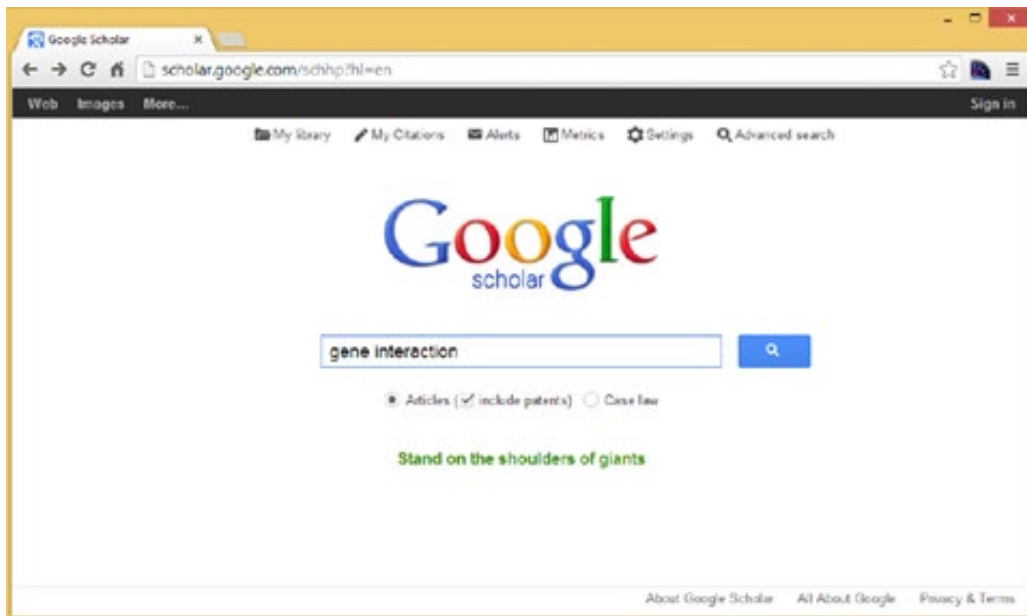 Google Scholar
scholar.google.com/schhp?hl=en
Web Images More... Sign in
My library My Citations Alerts Metrics Settings Advanced search
Google
scholar
gene interaction
Articles (include patents) Case law
Stand on the shoulders of giants
About Google Scholar All About Google Privacy & Terms